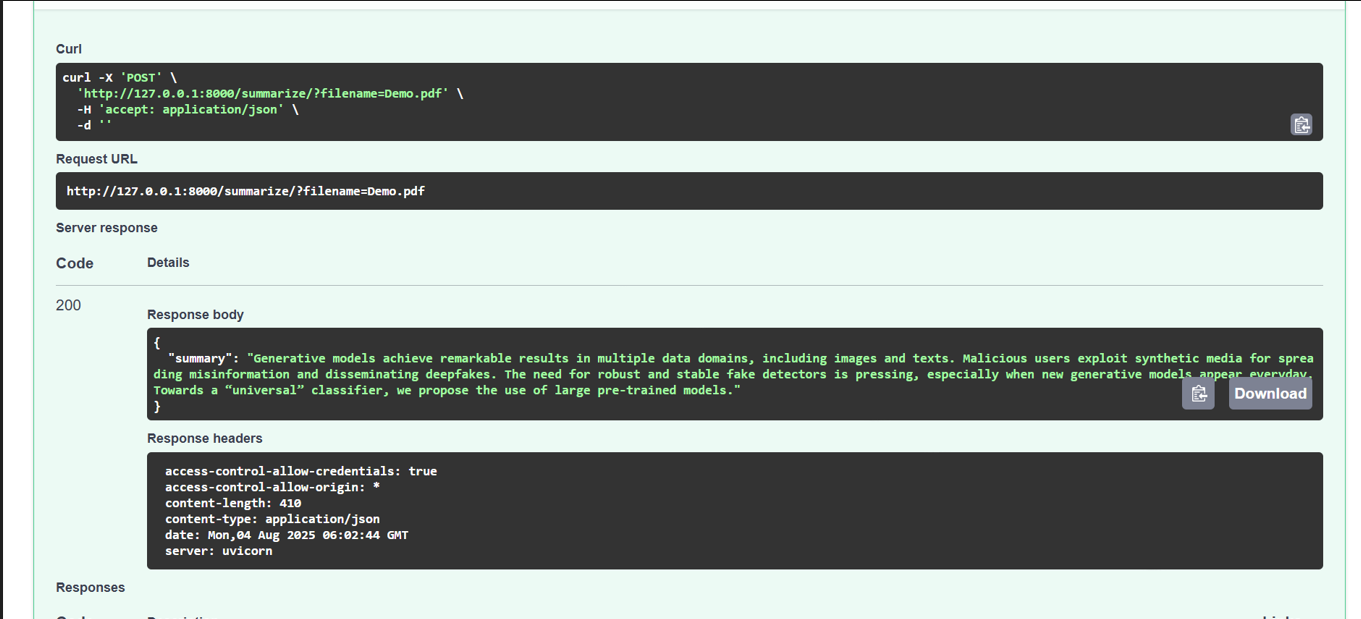 Curl
curl -X 'POST' \
  'http://127.0.0.1:8000/summarize/?filename=Demo.pdf' \
  -H 'accept: application/json' \
  -d ''
Request URL
http://127.0.0.1:8000/summarize/?filename=Demo.pdf
Server response
Code Details
200
Response body
{
  "summary": "Generative models achieve remarkable results in multiple data domains, including images and texts. Malicious users exploit synthetic media for sprea
ding misinformation and disseminating deepfakes. The need for robust and stable fake detectors is pressing, especially when new generative models appear everyday.
Towards a “universal” classifier, we propose the use of large pre-trained models."
}
Download
Response headers
access-control-allow-credentials: true
access-control-allow-origin: *
content-length: 410
content-type: application/json
date: Mon,04 Aug 2025 06:02:44 GMT
server: uvicorn
Responses